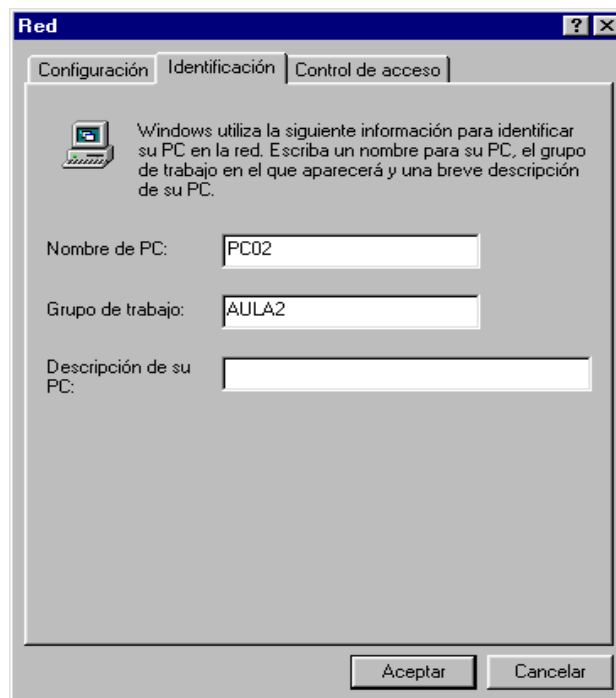 Red
Configuración Identificación Control de acceso
Windows utiliza la siguiente información para identificar
su PC en la red. Escriba un nombre para su PC, el grupo
de trabajo en el que aparecerá y una breve descripción
de su PC.
Nombre de PC: PC02
Grupo de trabajo: AULA2
Descripción de su
PC:
Aceptar Cancelar